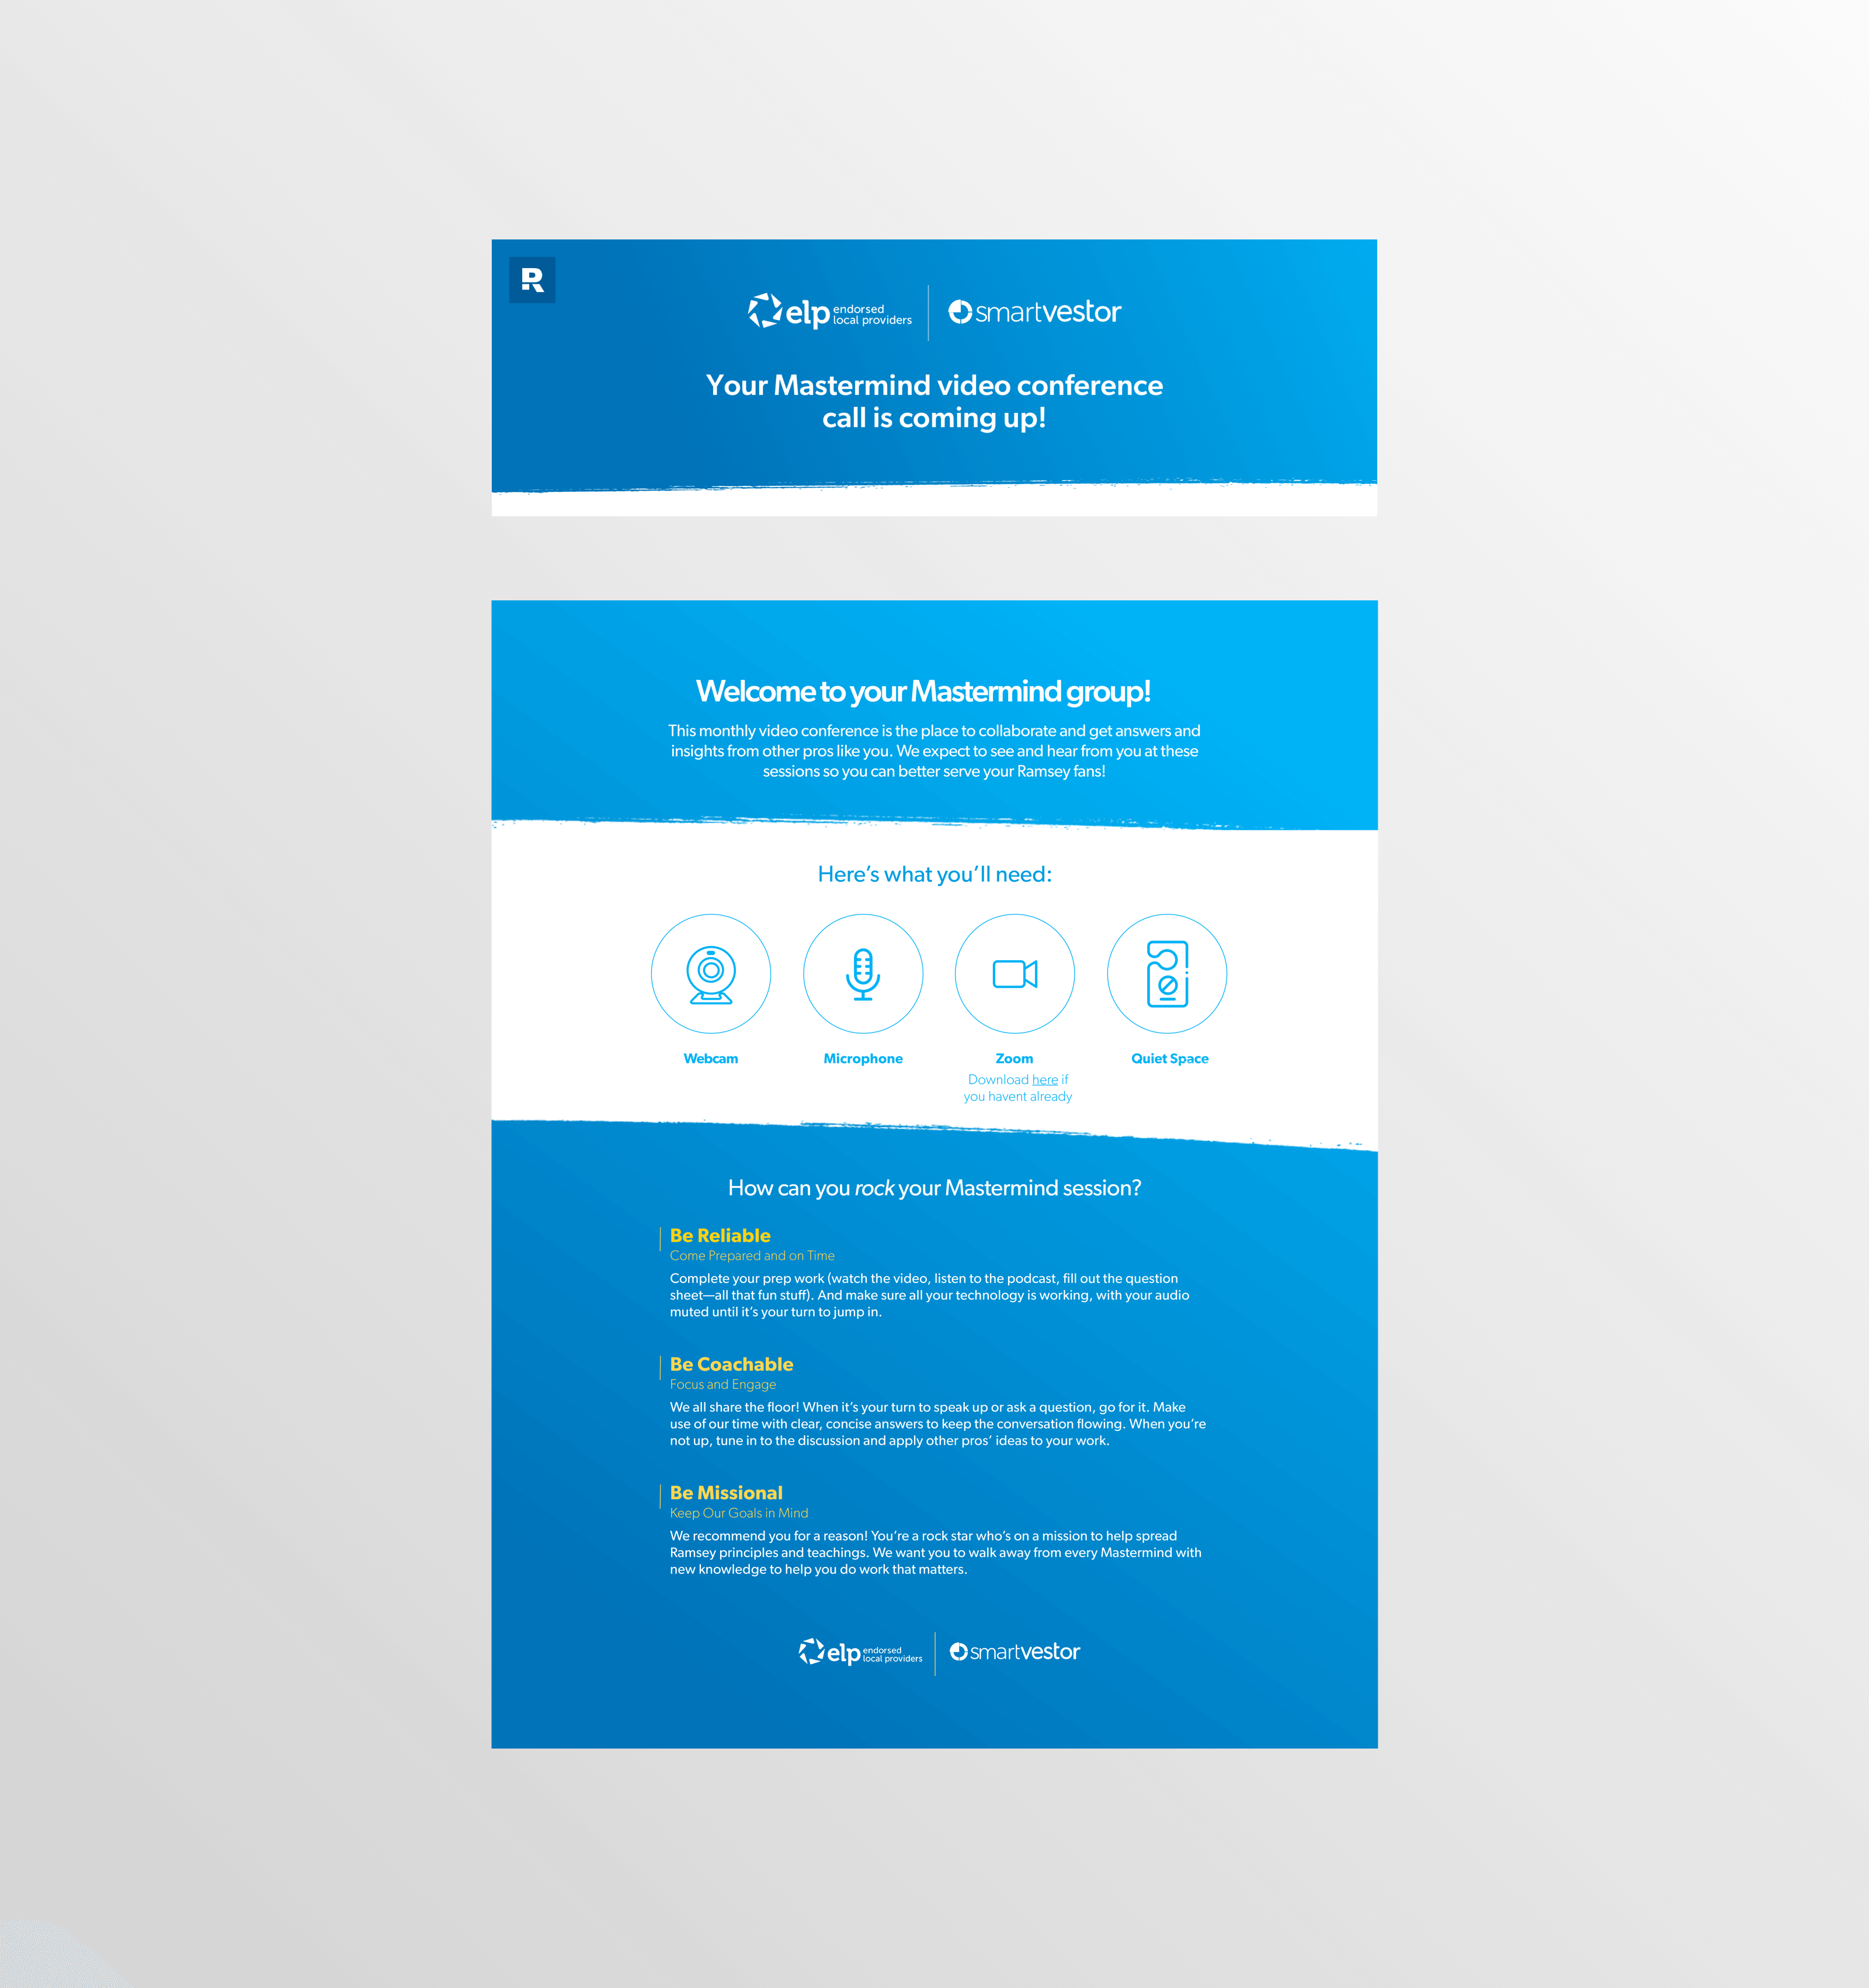 R
elp endorsed local providers
smartvestor
Your Mastermind video conference
call is coming up!
Welcome to your Mastermind group!
This monthly video conference is the place to collaborate and get answers and
insights from other pros like you. We expect to see and hear from you at these
sessions so you can better serve your Ramsey fans!
Here’s what you’ll need:
Webcam
Microphone
Zoom
Download here if
you havent already
Quiet Space
How can you rock your Mastermind session?
Be Reliable
Come Prepared and on Time
Complete your prep work (watch the video, listen to the podcast, fill out the question
sheet—all that fun stuff). And make sure all your technology is working, with your audio
muted until it’s your turn to jump in.
Be Coachable
Focus and Engage
We all share the floor! When it’s your turn to speak up or ask a question, go for it. Make
use of our time with clear, concise answers to keep the conversation flowing. When you’re
not up, tune in to the discussion and apply other pros’ ideas to your work.
Be Missional
Keep Our Goals in Mind
We recommend you for a reason! You’re a rock star who’s on a mission to help spread
Ramsey principles and teachings. We want you to walk away from every Mastermind with
new knowledge to help you do work that matters.
elp endorsed local providers
smartvestor